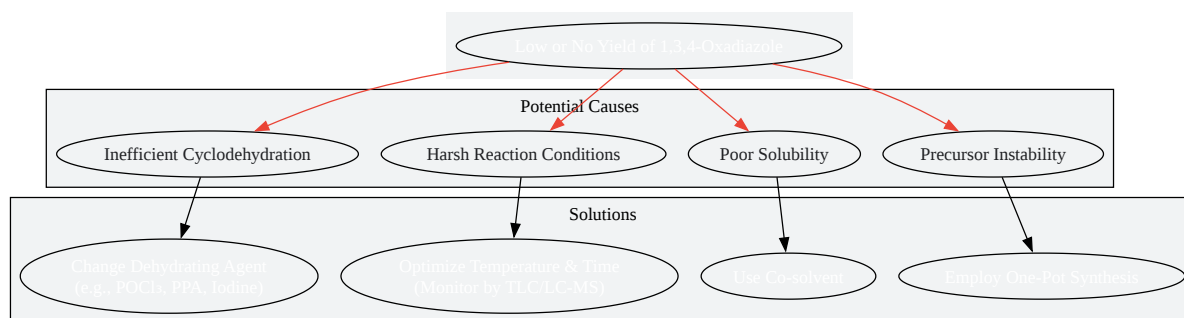 Low or No Yield of 1,3,4-Oxadiazole
Potential Causes
Inefficient Cyclodehydration
Harsh Reaction Conditions
Poor Solubility
Precursor Instability
Solutions
Change Dehydrating Agent
(e.g., POCl₃, PPA, Iodine)
Optimize Temperature & Time
(Monitor by TLC/LC-MS)
Use Co-solvent
Employ One-Pot Synthesis